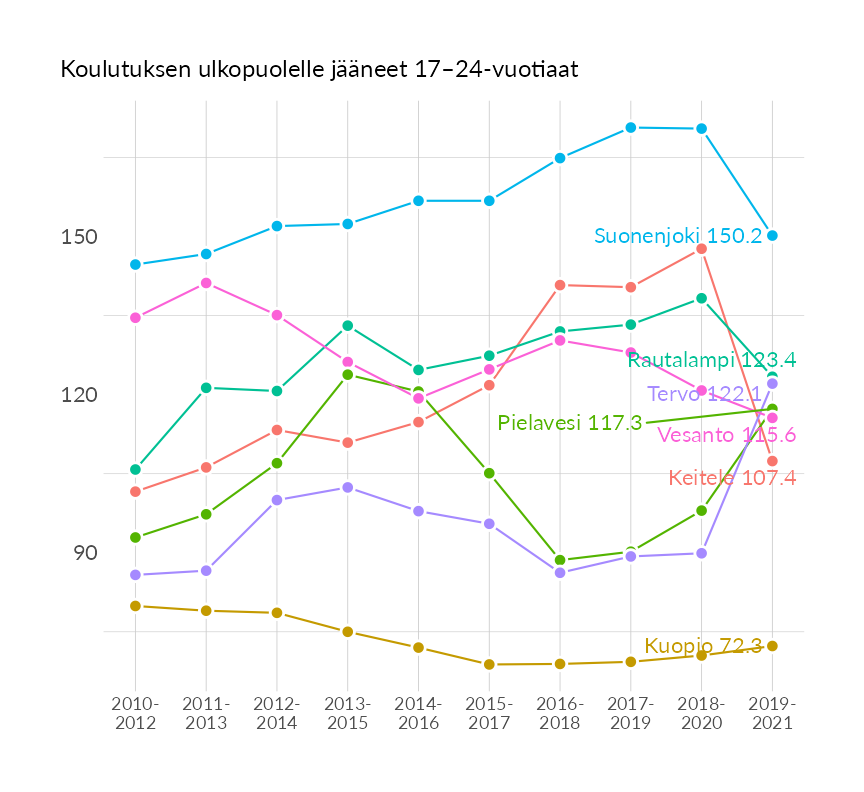 Koulutuksen ulkopuolelle jääneet 17–24-vuotiaat
150
Suonenjoki 150.2
Rautalampi 123.4
120
Tervo 122.1
Pielavesi 117.3
Vesanto 115.6
Keitele 107.4
90
Kuopio 72.3
2010-
2012
2011-
2013
2012-
2014
2013-
2015
2014-
2016
2015-
2017
2016-
2018
2017-
2019
2018-
2020
2019-
2021